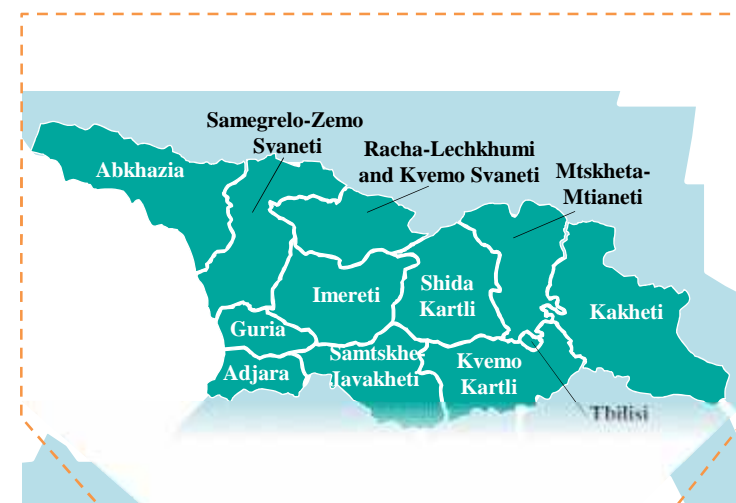 Samegrelo-Zemo
Svaneti
Racha-Lechkhumi
and Kvemo Svaneti
Mtskheta-
Mtianeti
Abkhazia
Imereti
Shida
Kartli
Kakheti
Guria
Samtskhe-
Javakheti
Kvemo
Kartli
Adjara
Tbilisi